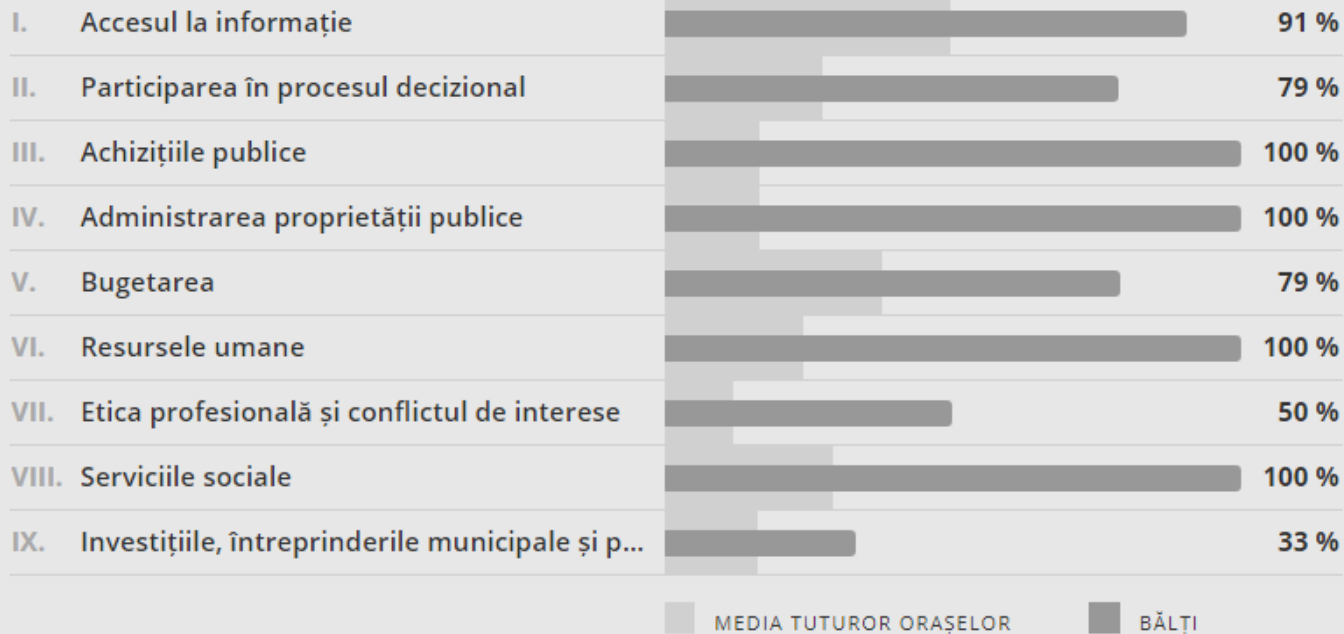 I. Accesul la informație 91 %
II. Participarea în procesul decizional 79 %
III. Achizițiile publice 100 %
IV. Administrarea proprietății publice 100 %
V. Bugetarea 79 %
VI. Resursele umane 100 %
VII. Etica profesională și conflictul de interese 50 %
VIII. Serviciile sociale 100 %
IX. Investițiile, întreprinderile municipale și p... 33 %
MEDIA TUTUROR ORAȘELOR BĂLȚI